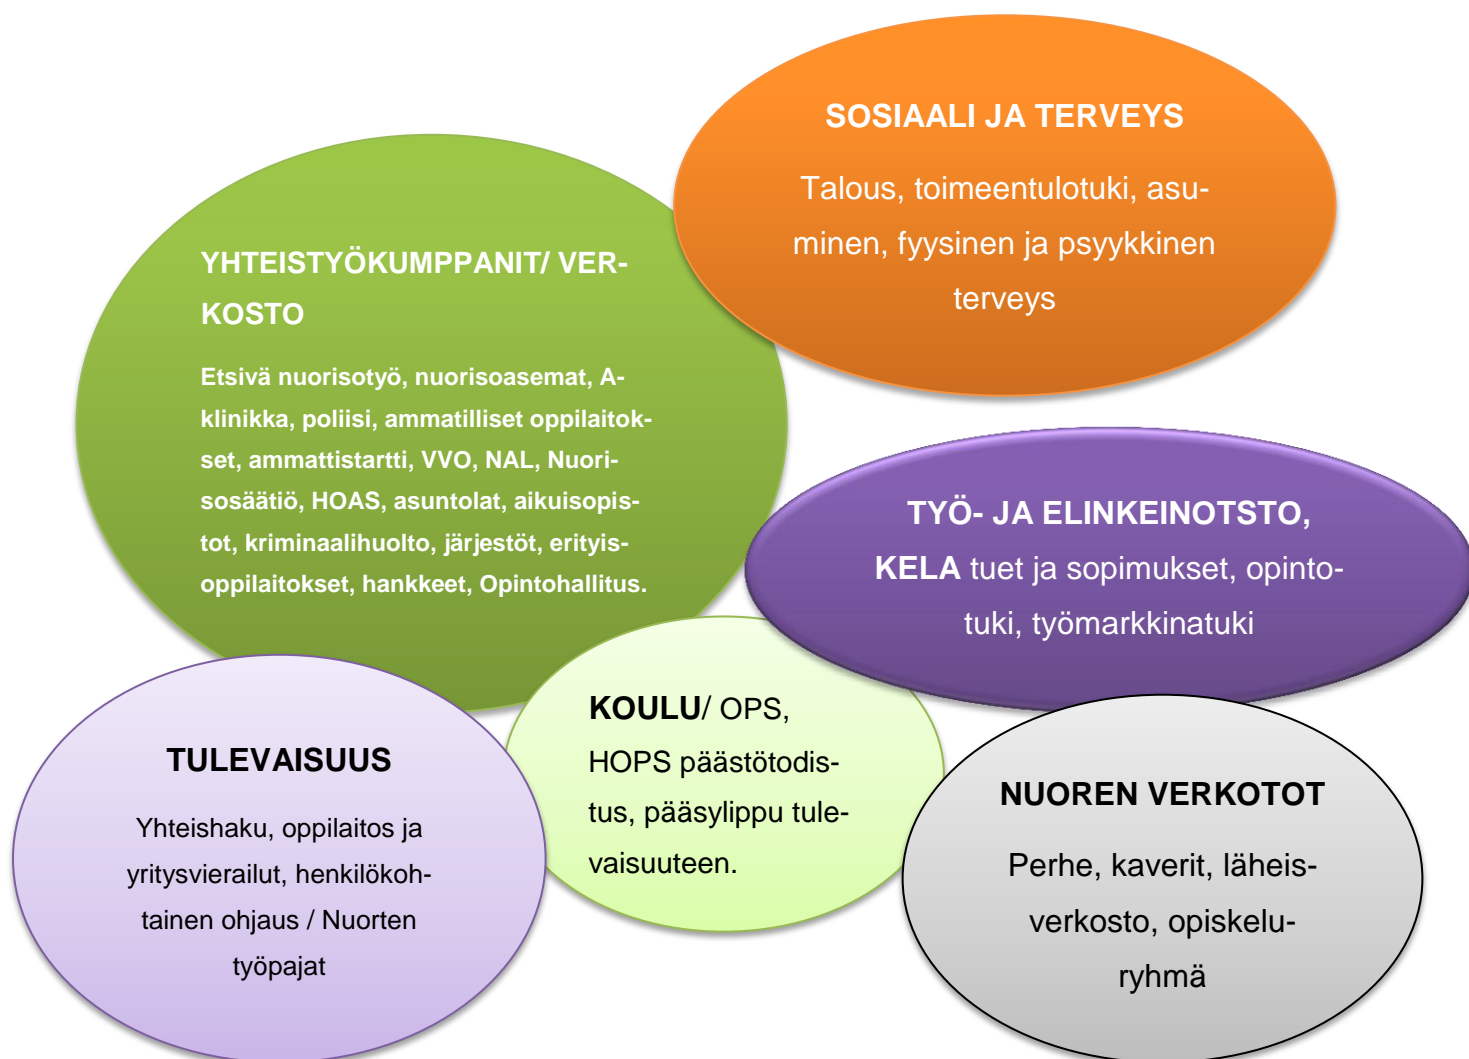 SOSIAALI JA TERVEYS
Talous, toimeentulotuki, asu-
minen, fyysinen ja psyykkinen
terveys
YHTEISTYÖKUMPPANIT/ VER-
KOSTO
Etsivä nuorisotyö, nuorisoasemat, A-
klinikka, poliisi, ammatilliset oppilaitok-
set, ammattistartti, VVO, NAL, Nuori-
sosäätiö, HOAS, asuntolat, aikuisopis-
tot, kriminaalihuolto, järjestöt, erityis-
oppilaitokset, hankkeet, Opintohallitus.
TYÖ- JA ELINKEINOTSTO,
KELA tuet ja sopimukset, opinto-
tuki, työmarkkinatuki
KOULU/ OPS,
HOPS päästötodis-
tus, pääsylippu tule-
vaisuuteen.
TULEVAISUUS
Yhteishaku, oppilaitos ja
yritysvierailut, henkilökoh-
tainen ohjaus / Nuorten
työpajat
NUOREN VERKOTOT
Perhe, kaverit, läheis-
verkosto, opiskelu-
ryhmä